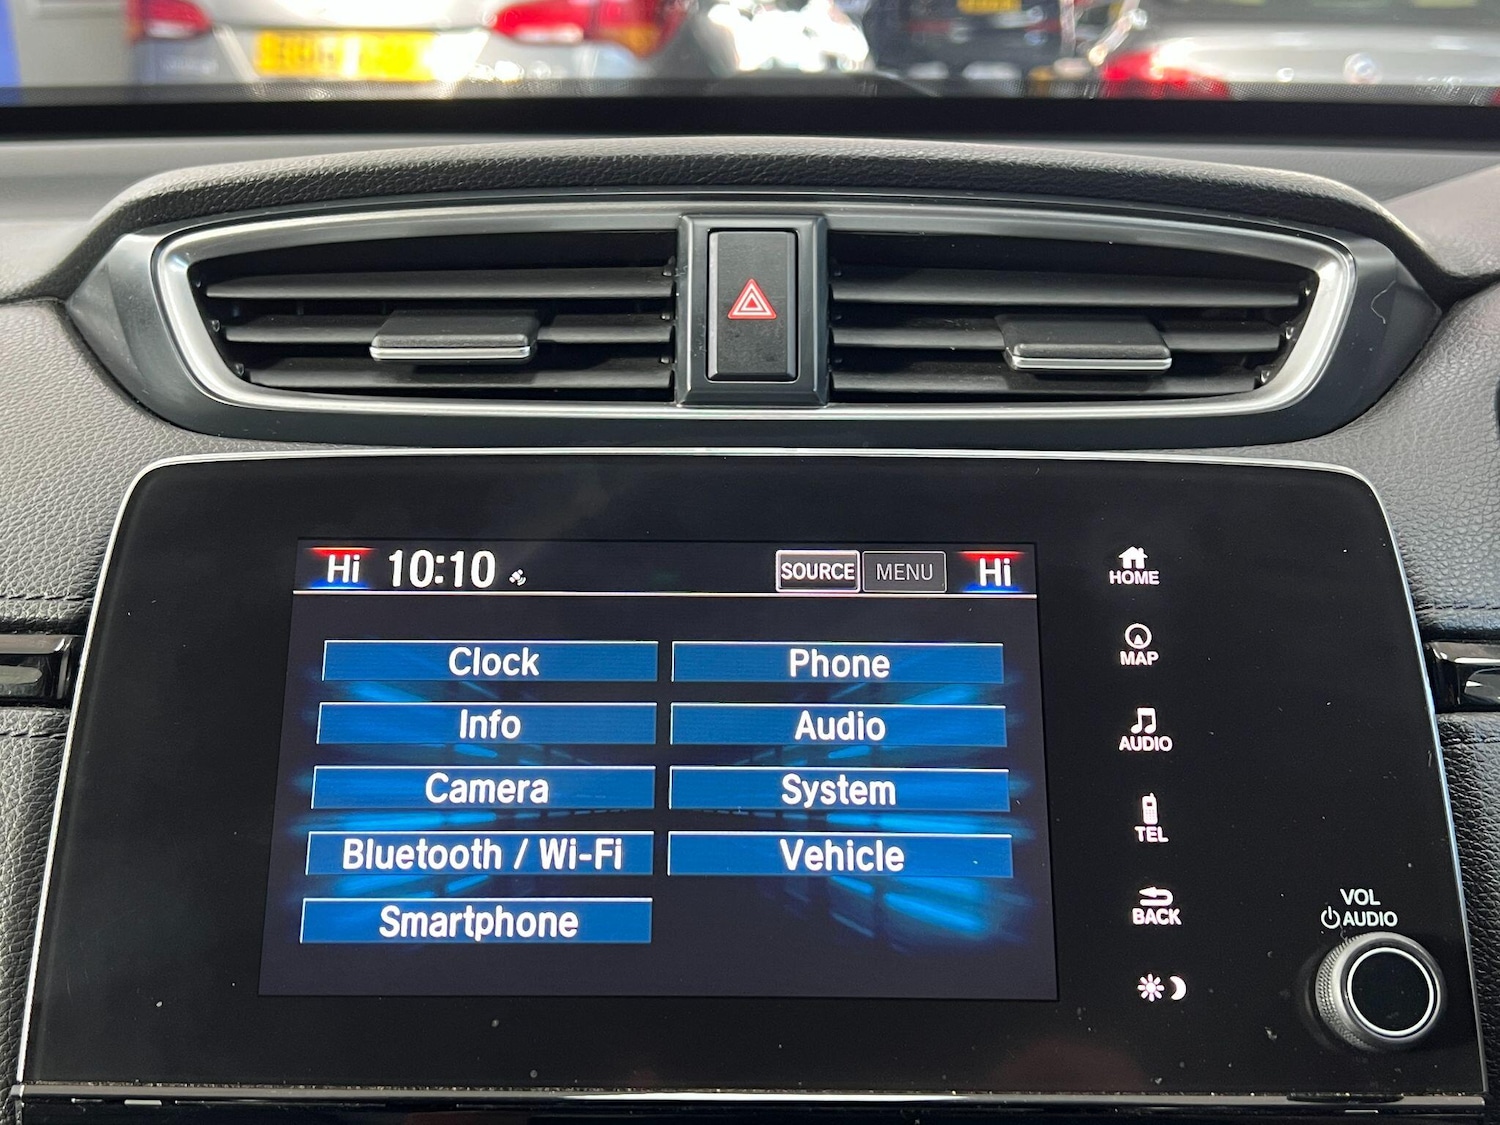 Hi 10:10 SOURCE MENU Hi
Clock
Phone
Info
Audio
Camera
System
Bluetooth / Wi-Fi
Vehicle
Smartphone
HOME
MAP
AUDIO
TEL
BACK
VOL
AUDIO